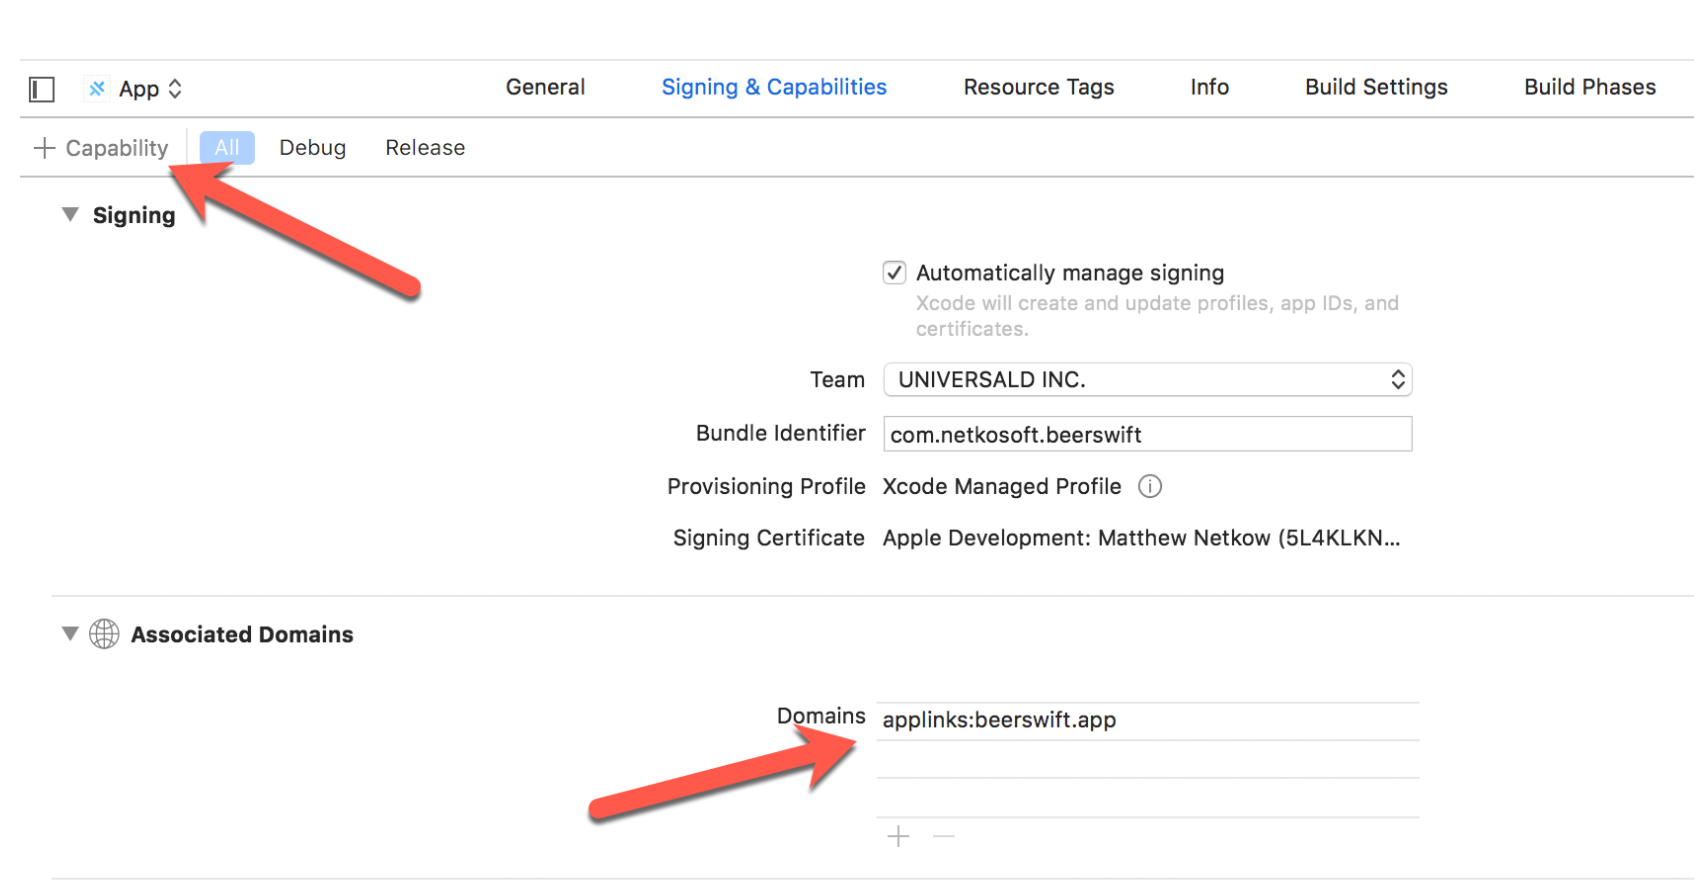 App General Signing & Capabilities Resource Tags Info Build Settings Build Phases
+ Capability All Debug Release
Signing
Automatically manage signing
Xcode will create and update profiles, app IDs, and
certificates.
Team UNIVERSALD INC.
Bundle Identifier com.netkosoft.beerswift
Provisioning Profile Xcode Managed Profile
Signing Certificate Apple Development: Matthew Netkow (5L4KLKN...
Associated Domains
Domains applinks:beerswift.app